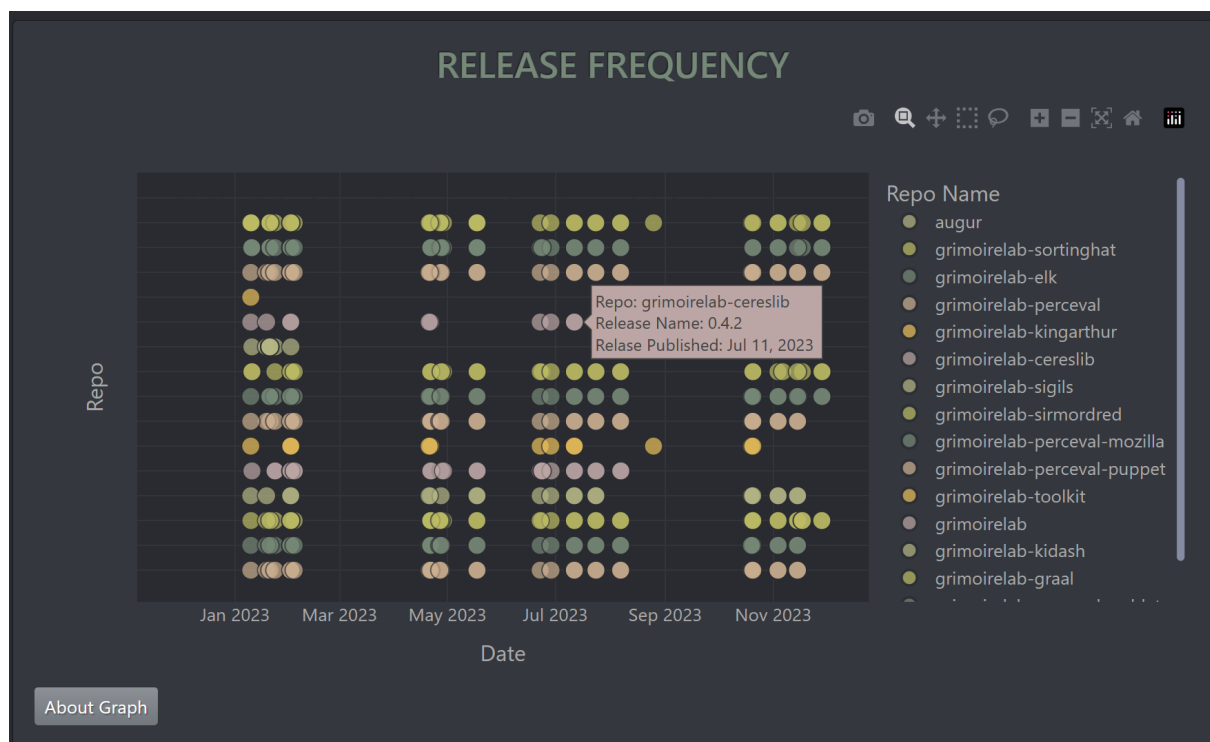 RELEASE FREQUENCY
Repo Name
augur
grimoirelab-sortinghat
grimoirelab-elk
grimoirelab-perceval
grimoirelab-kingarthur
grimoirelab-cereslib
grimoirelab-sigils
grimoirelab-sirmordred
grimoirelab-perceval-mozilla
grimoirelab-perceval-puppet
grimoirelab-toolkit
grimoirelab
grimoirelab-kidash
grimoirelab-graal
Repo: grimoirelab-cereslib
Release Name: 0.4.2
Relase Published: Jul 11, 2023
Repo
Jan 2023
Mar 2023
May 2023
Jul 2023
Sep 2023
Nov 2023
Date
About Graph